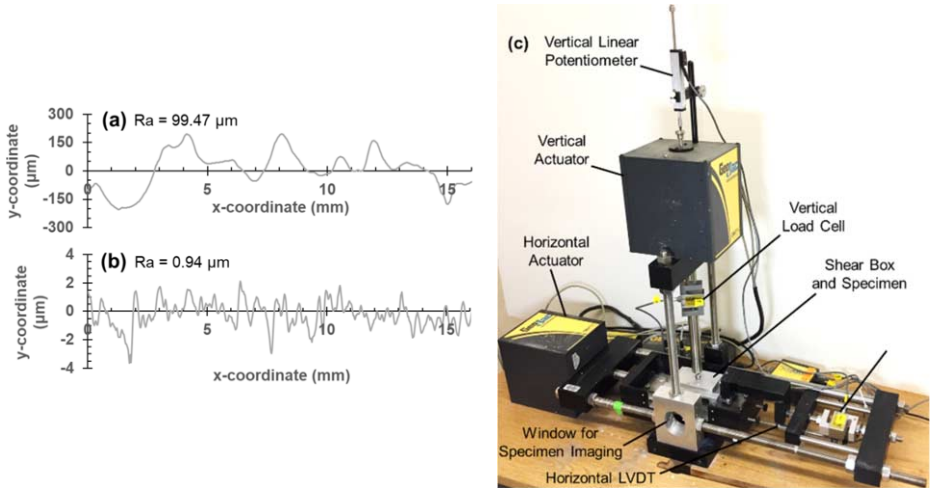 (a) Ra = 99.47 µm
300
150
0
-150
-300
0
5
10
15
y-coordinate
(µm)
x-coordinate (mm)
(b) Ra = 0.94 µm
4
2
0
-2
-4
0
5
10
15
y-coordinate
(µm)
x-coordinate (mm)
(c)
Vertical Linear
Potentiometer
Vertical
Actuator
Vertical
Load Cell
Horizontal
Actuator
Shear Box
and Specimen
Window for
Specimen Imaging
Horizontal LVDT